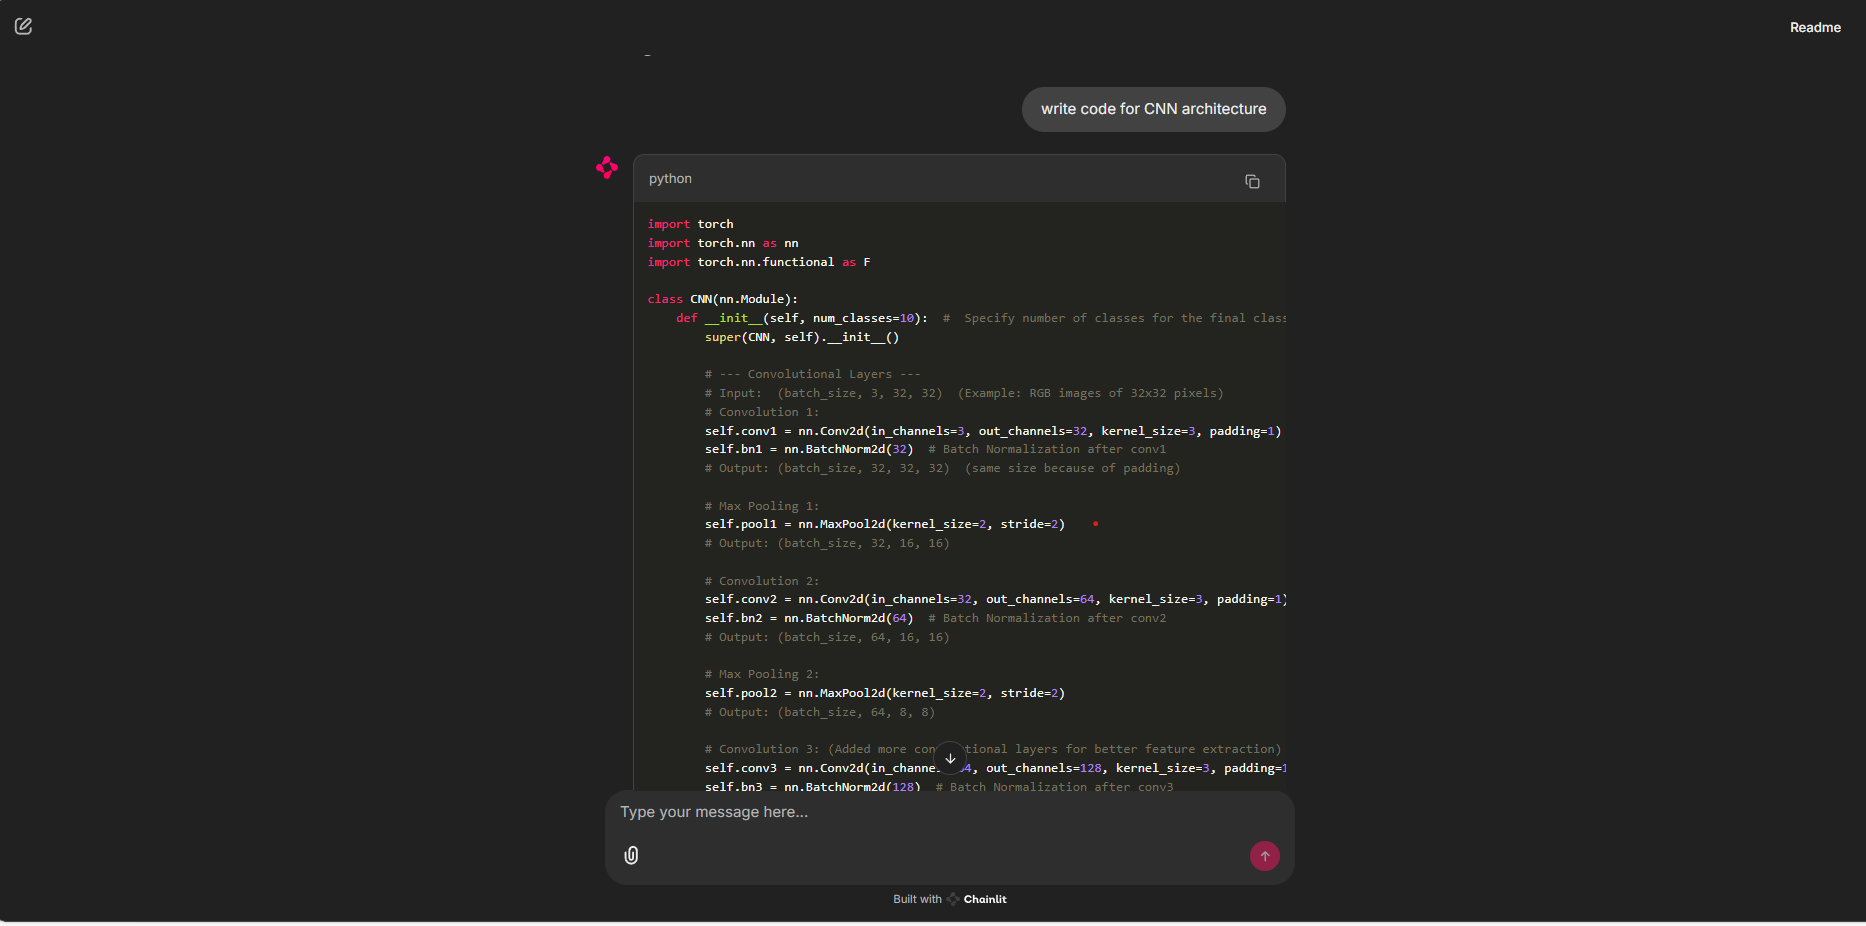 Readme
write code for CNN architecture
python
import torch
import torch.nn as nn
import torch.nn.functional as F
class CNN(nn.Module):
    def __init__(self, num_classes=10):  #  Specify number of classes for the final class
        super(CNN, self).__init__()
        # --- Convolutional Layers ---
        # Input:  (batch_size, 3, 32, 32)  (Example: RGB images of 32x32 pixels)
        # Convolution 1:
        self.conv1 = nn.Conv2d(in_channels=3, out_channels=32, kernel_size=3, padding=1)
        self.bn1 = nn.BatchNorm2d(32)  # Batch Normalization after conv1
        # Output: (batch_size, 32, 32, 32)  (same size because of padding)
        # Max Pooling 1:
        self.pool1 = nn.MaxPool2d(kernel_size=2, stride=2)
        # Output: (batch_size, 32, 16, 16)
        # Convolution 2:
        self.conv2 = nn.Conv2d(in_channels=32, out_channels=64, kernel_size=3, padding=1)
        self.bn2 = nn.BatchNorm2d(64)  # Batch Normalization after conv2
        # Output: (batch_size, 64, 16, 16)
        # Max Pooling 2:
        self.pool2 = nn.MaxPool2d(kernel_size=2, stride=2)
        # Output: (batch_size, 64, 8, 8)
        # Convolution 3: (Added more layers for better feature extraction)
        self.conv3 = nn.Conv2d( out_channels=128, kernel_size=3, padding=1
        self.bn3 = nn.BatchNorm2d(128)  # Batch Normalization after conv3
Type your message here...
Built with Chainlit